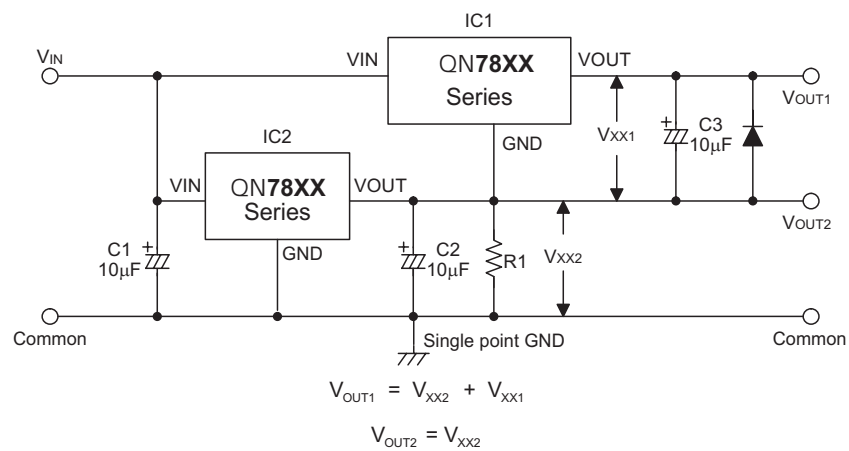 IC1
VIN
VIN
QN78XX
Series
VOUT
VOUT1
GND
VXX1
C3
+
10μF
IC2
VIN
QN78XX
Series
VOUT
GND
VOUT2
C1
+
10μF
C2
+
10μF
R1
VXX2
Common
Single point GND
Common
VOUT1 = VXX2 + VXX1
VOUT2 = VXX2